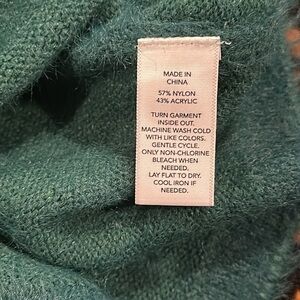 MADE IN
CHINA
57% NYLON
43% ACRYLIC
TURN GARMENT
INSIDE OUT.
MACHINE WASH COLD
WITH LIKE COLORS.
GENTLE CYCLE.
ONLY NON-CHLORINE
BLEACH WHEN
NEEDED.
LAY FLAT TO DRY.
COOL IRON IF
NEEDED.